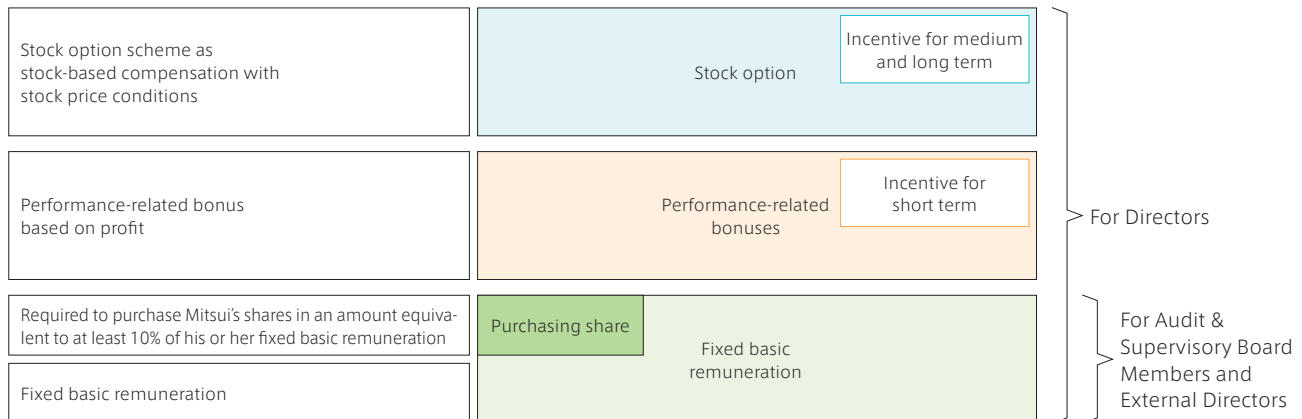 Stock option scheme as
stock-based compensation with
stock price conditions
Stock option
Incentive for medium
and long term
Performance-related bonus
based on profit
Performance-related
bonuses
Incentive for
short term
For Directors
Required to purchase Mitsui's shares in an amount equiva-
lent to at least 10% of his or her fixed basic remuneration
Purchasing share
Fixed basic
remuneration
Fixed basic remuneration
For Audit &
Supervisory Board
Members and
External Directors